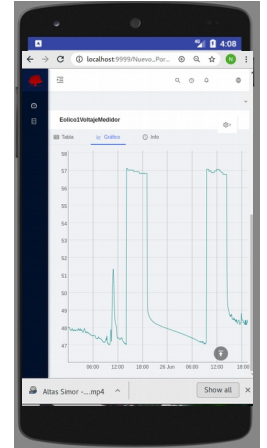 4:08
localhost:9999/Nuevo_Por...
N
Eolico1VoltajeMedidor
Tabla Gráfico Info
58
57
56
55
54
53
52
51
50
49
48
47
06:00 12:00 18:00 26.Jun 06:00 12:00 18:00
Altas Simor -....mp4 Show all